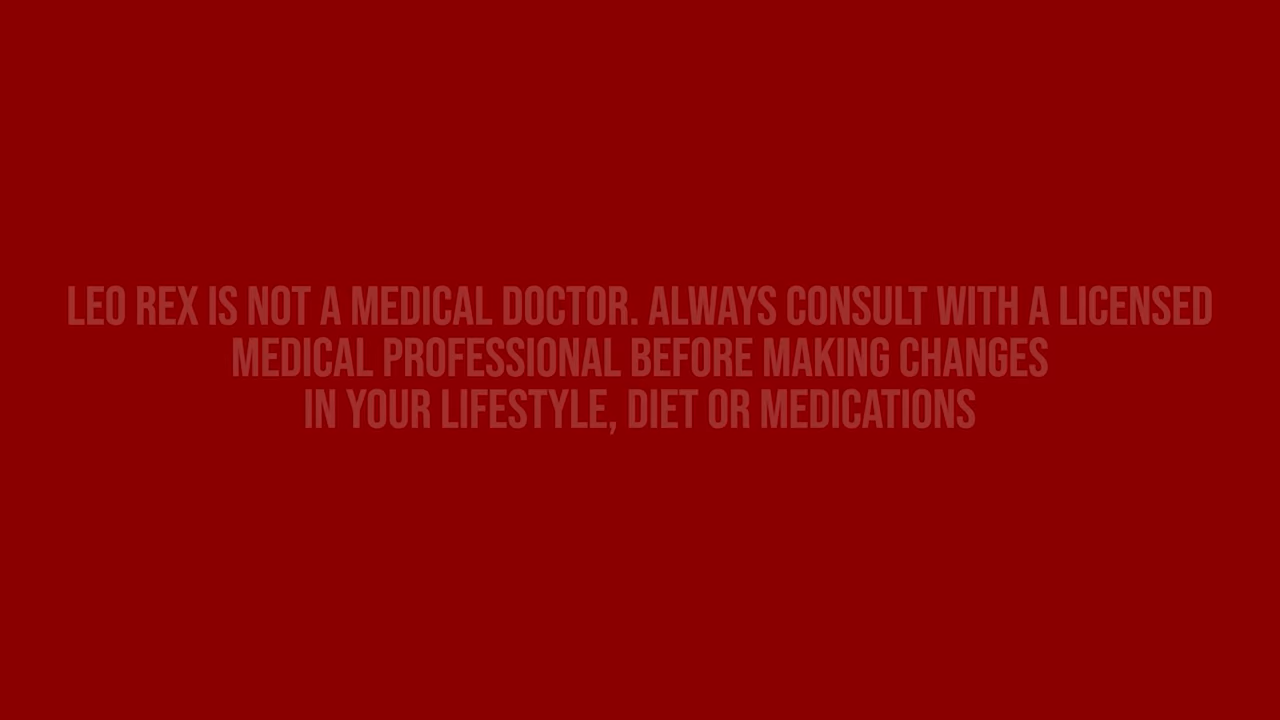 LEO REX IS NOT A MEDICAL DOCTOR. ALWAYS CONSULT WITH A LICENSED
MEDICAL PROFESSIONAL BEFORE MAKING CHANGES
IN YOUR LIFESTYLE, DIET OR MEDICATIONS